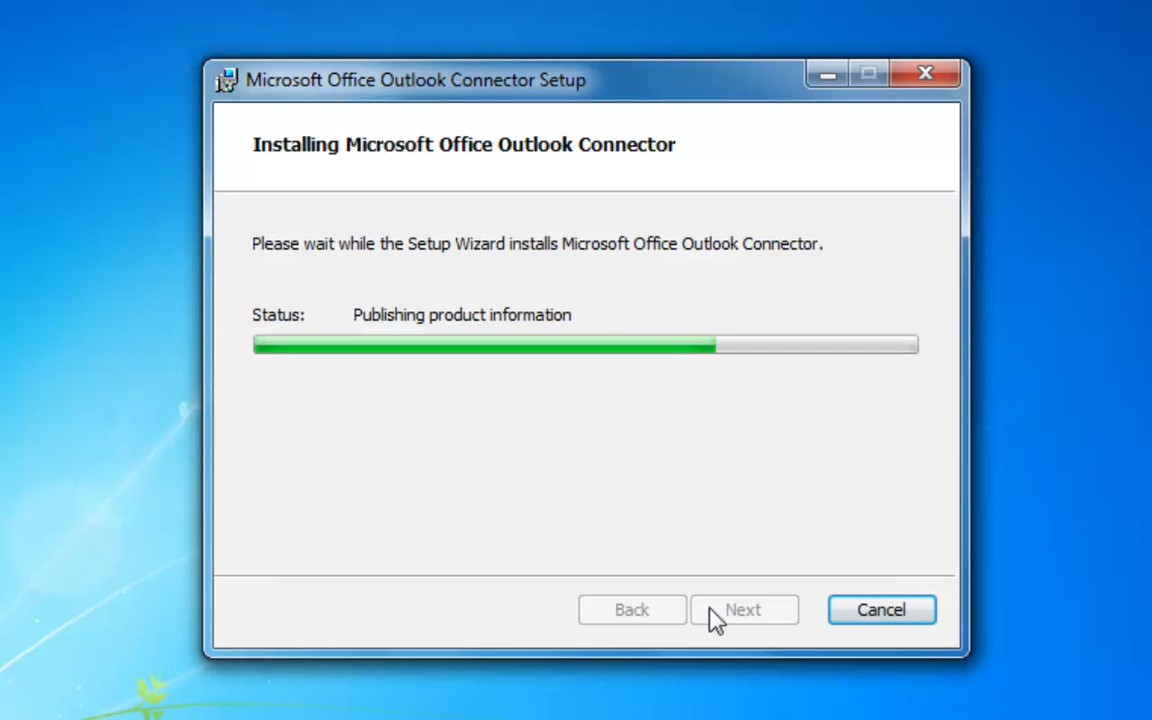 Microsoft Office Outlook Connector Setup
Installing Microsoft Office Outlook Connector
Please wait while the Setup Wizard installs Microsoft Office Outlook Connector.
Status: Publishing product information
Back Next Cancel